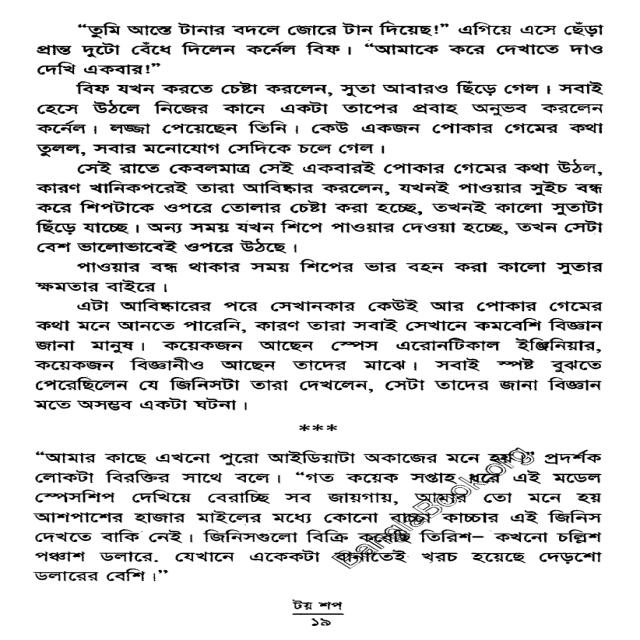 “তুমি আস্তে টানার বদলে জোরে টান দিয়েছ!” এগিয়ে এসে ছেঁড়া
প্রান্ত দুটো বেঁধে দিলেন কর্নেল বিফ। “আমাকে করে দেখাতে দাও
দেখি একবার!”
বিফ যখন করতে চেষ্টা করলেন, সুতা আবারও ছিঁড়ে গেল। সবাই
হেসে উঠলে নিজের কানে একটা তাপের প্রবাহ অনুভব করলেন
কর্নেল। লজ্জা পেয়েছেন তিনি। কেউ একজন পোকার গেমের কথা
তুলল, সবার মনোযোগ সেদিকে চলে গেল।
সেই রাতে কেবলমাত্র সেই একবারই পোকার গেমের কথা উঠল,
কারণ খানিকপরেই তারা আবিষ্কার করলেন, যখনই পাওয়ার সুইচ বন্ধ
করে শিপটাকে ওপরে তোলার চেষ্টা করা হচ্ছে, তখনই কালো সুতাটা
ছিঁড়ে যাচ্ছে। অন্য সময় যখন শিপে পাওয়ার দেওয়া হচ্ছে, তখন সেটা
বেশ ভালোভাবেই ওপরে উঠছে।
পাওয়ার বন্ধ থাকার সময় শিপের ভার বহন করা কালো সুতার
ক্ষমতার বাইরে।
এটা আবিষ্কারের পরে সেখানকার কেউই আর পোকার গেমের
কথা মনে আনতে পারেনি, কারণ তারা সবাই সেখানে কমবেশি বিজ্ঞান
জানা মানুষ। কয়েকজন আছেন স্পেস এরোনটিকাল ইঞ্জিনিয়ার,
কয়েকজন বিজ্ঞানীও আছেন তাদের মাঝে। সবাই স্পষ্ট বুঝতে
পেরেছিলেন যে জিনিসটা তারা দেখলেন, সেটা তাদের জানা বিজ্ঞান
মতে অসম্ভব একটা ঘটনা।
***
“আমার কাছে এখনো পুরো আইডিয়াটা অকাজের মনে হয়।” প্রদর্শক
লোকটা বিরক্তির সাথে বলে। “গত কয়েক সপ্তাহ ধরে এই মডেল
স্পেসশিপ দেখিয়ে বেরাচ্ছি সব জায়গায়, আমার তো মনে হয়
আশপাশের হাজার মাইলের মধ্যে কোনো বাচ্চা কাচ্চার এই জিনিস
দেখতে বাকি নেই। জিনিসগুলো বিক্রি করেছি তিরিশ– কখনো চল্লিশ
পঞ্চাশ ডলারে. যেখানে একেকটা বানাতেই খরচ হয়েছে দেড়শো
ডলারের বেশি।”
BanglaBook.org
টয় শপ
১৯